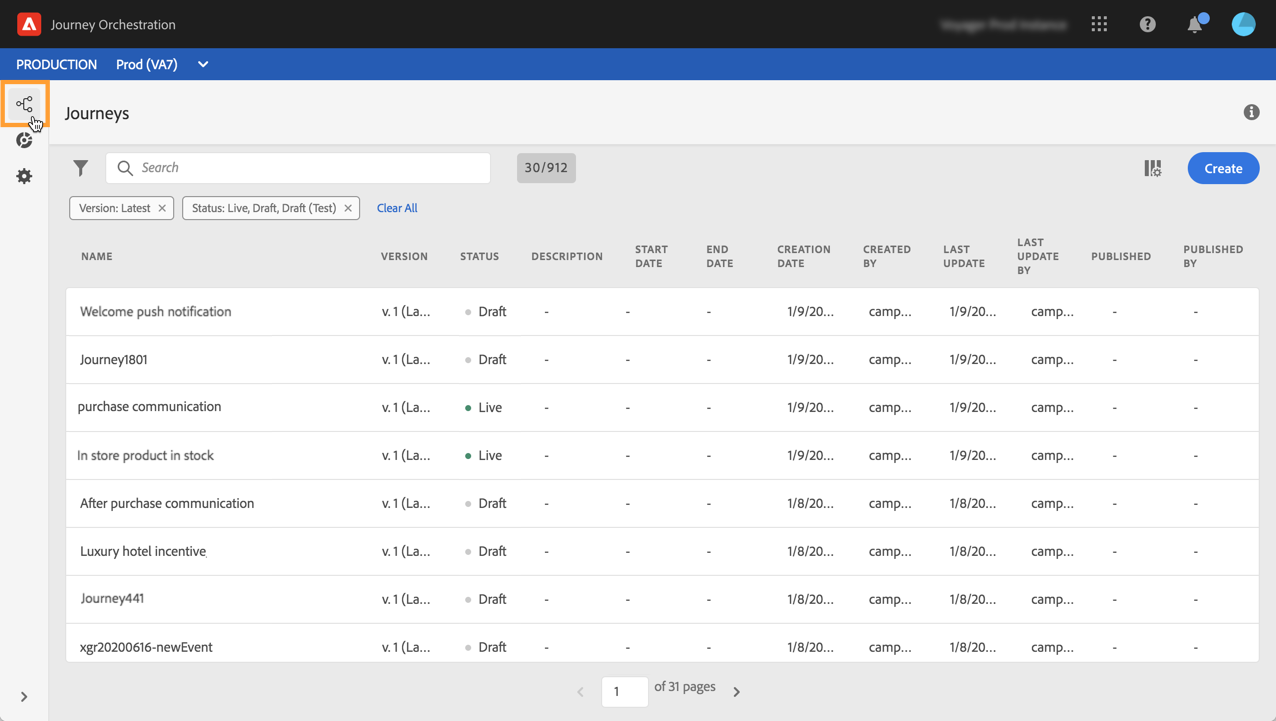 Journey Orchestration
PRODUCTION Prod (VA7)
Journeys
Search 30/912 Create
Version: Latest Status: Live, Draft, Draft (Test) Clear All
NAME VERSION STATUS DESCRIPTION START DATE END DATE CREATION DATE CREATED BY LAST UPDATE LAST UPDATE BY PUBLISHED PUBLISHED BY
Welcome push notification v. 1 (La... Draft - - - 1/9/20... camp... 1/9/20... camp... - -
Journey1801 v. 1 (La... Draft - - - 1/9/20... camp... 1/9/20... camp... - -
purchase communication v. 1 (La... Live - - - 1/9/20... camp... 1/9/20... camp... - -
In store product in stock v. 1 (La... Live - - - 1/9/20... camp... 1/9/20... camp... - -
After purchase communication v. 1 (La... Draft - - - 1/8/20... camp... 1/8/20... camp... - -
Luxury hotel incentive v. 1 (La... Draft - - - 1/8/20... camp... 1/8/20... camp... - -
Journey441 v. 1 (La... Draft - - - 1/8/20... camp... 1/8/20... camp... - -
xgr20200616-newEvent v. 1 (La... Draft - - - 1/8/20... camp... 1/8/20... camp... - -
1 of 31 pages